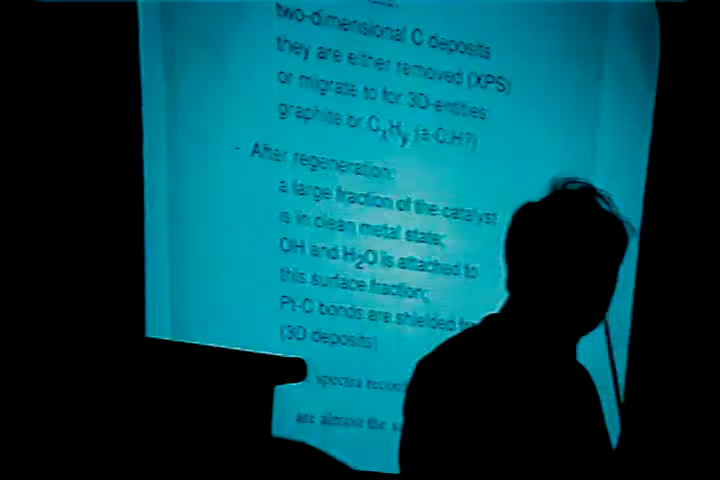 two-dimensional C deposits
they are either removed (XPS)
or migrate to for 3D-entities:
graphite or CxHy (a-C:H?)
- After regeneration:
a large fraction of the catalyst
is in clean metal state;
OH and H2O is attached to
this surface fraction;
Pt-C bonds are shielded
(3D deposits)
spectra
are almost the